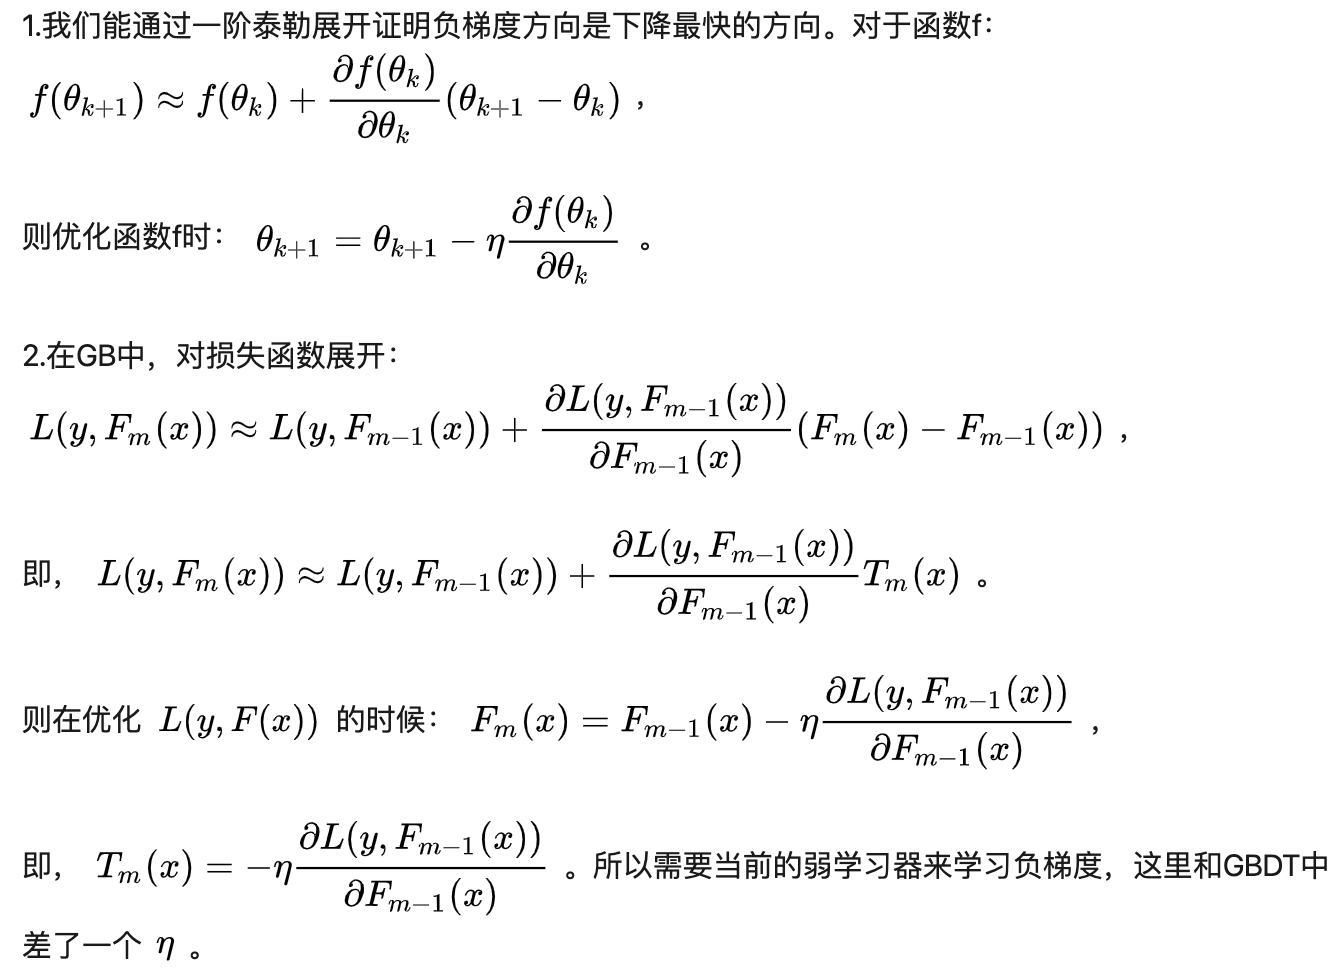 1.我们能通过一阶泰勒展开证明负梯度方向是下降最快的方向。对于函数f：
$f(\theta_{k+1}) \approx f(\theta_k) + \frac{\partial f(\theta_k)}{\partial \theta_k}(\theta_{k+1} - \theta_k)$ ，
则优化函数f时： $\theta_{k+1} = \theta_{k+1} - \eta \frac{\partial f(\theta_k)}{\partial \theta_k}$ 。
2.在GB中，对损失函数展开：
$L(y, F_m(x)) \approx L(y, F_{m-1}(x)) + \frac{\partial L(y, F_{m-1}(x))}{\partial F_{m-1}(x)}(F_m(x) - F_{m-1}(x))$ ，
即， $L(y, F_m(x)) \approx L(y, F_{m-1}(x)) + \frac{\partial L(y, F_{m-1}(x))}{\partial F_{m-1}(x)} T_m(x)$ 。
则在优化 $L(y, F(x))$ 的时候： $F_m(x) = F_{m-1}(x) - \eta \frac{\partial L(y, F_{m-1}(x))}{\partial F_{m-1}(x)}$ ，
即， $T_m(x) = -\eta \frac{\partial L(y, F_{m-1}(x))}{\partial F_{m-1}(x)}$ 。所以需要当前的弱学习器来学习负梯度，这里和GBDT中
差了一个 $\eta$ 。